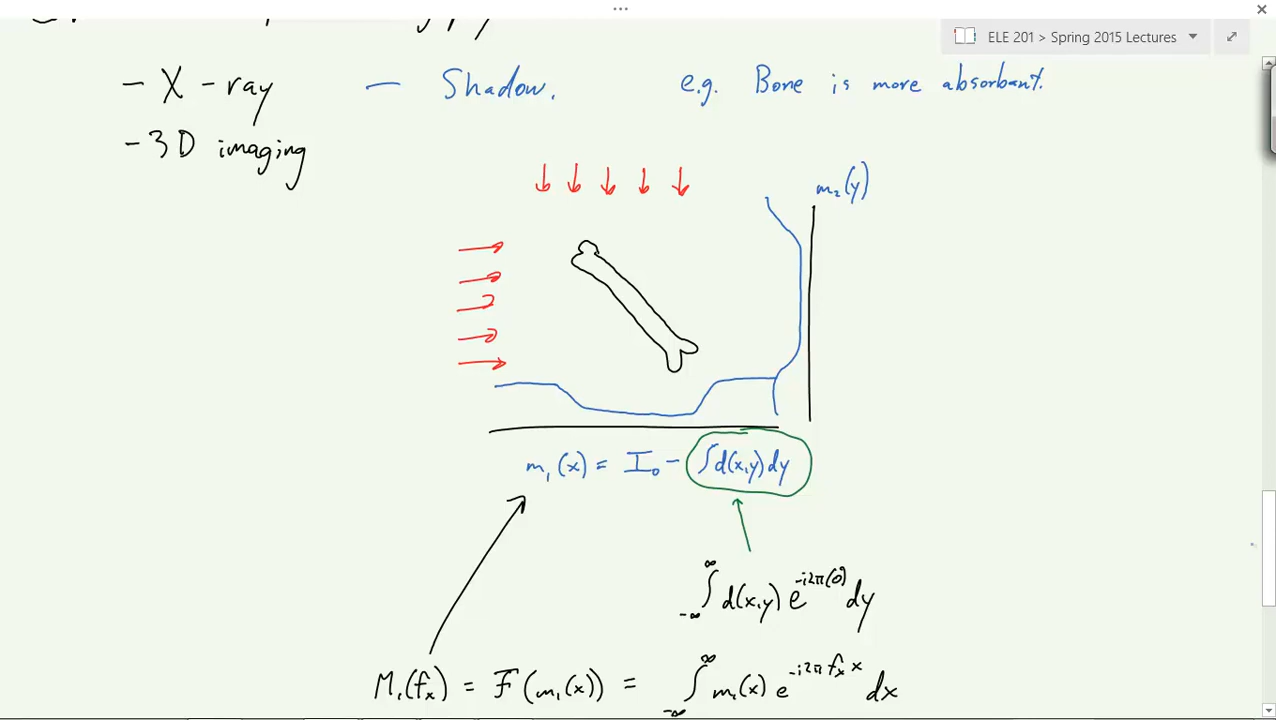 ELE 201 > Spring 2015 Lectures
- X-ray — Shadow. e.g. Bone is more absorbant.
- 3D imaging
m₂(y)
m₁(x) = I₀ - ∫d(x,y)dy
∫_{-∞}^{∞} d(x,y) e^{-i2π(0)} dy
M₁(fₓ) = F(m₁(x)) = ∫_{-∞}^{∞} m₁(x) e^{-i2π fₓ x} dx